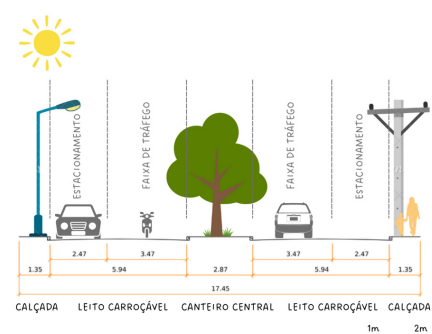 ESTACIONAMENTO
FAIXA DE TRÁFEGO
FAIXA DE TRÁFEGO
ESTACIONAMENTO
2.47 3.47 3.47 2.47
1.35 5.94 2.87 5.94 1.35
17.45
CALÇADA LEITO CARROÇÁVEL CANTEIRO CENTRAL LEITO CARROÇÁVEL CALÇADA
1m 2m